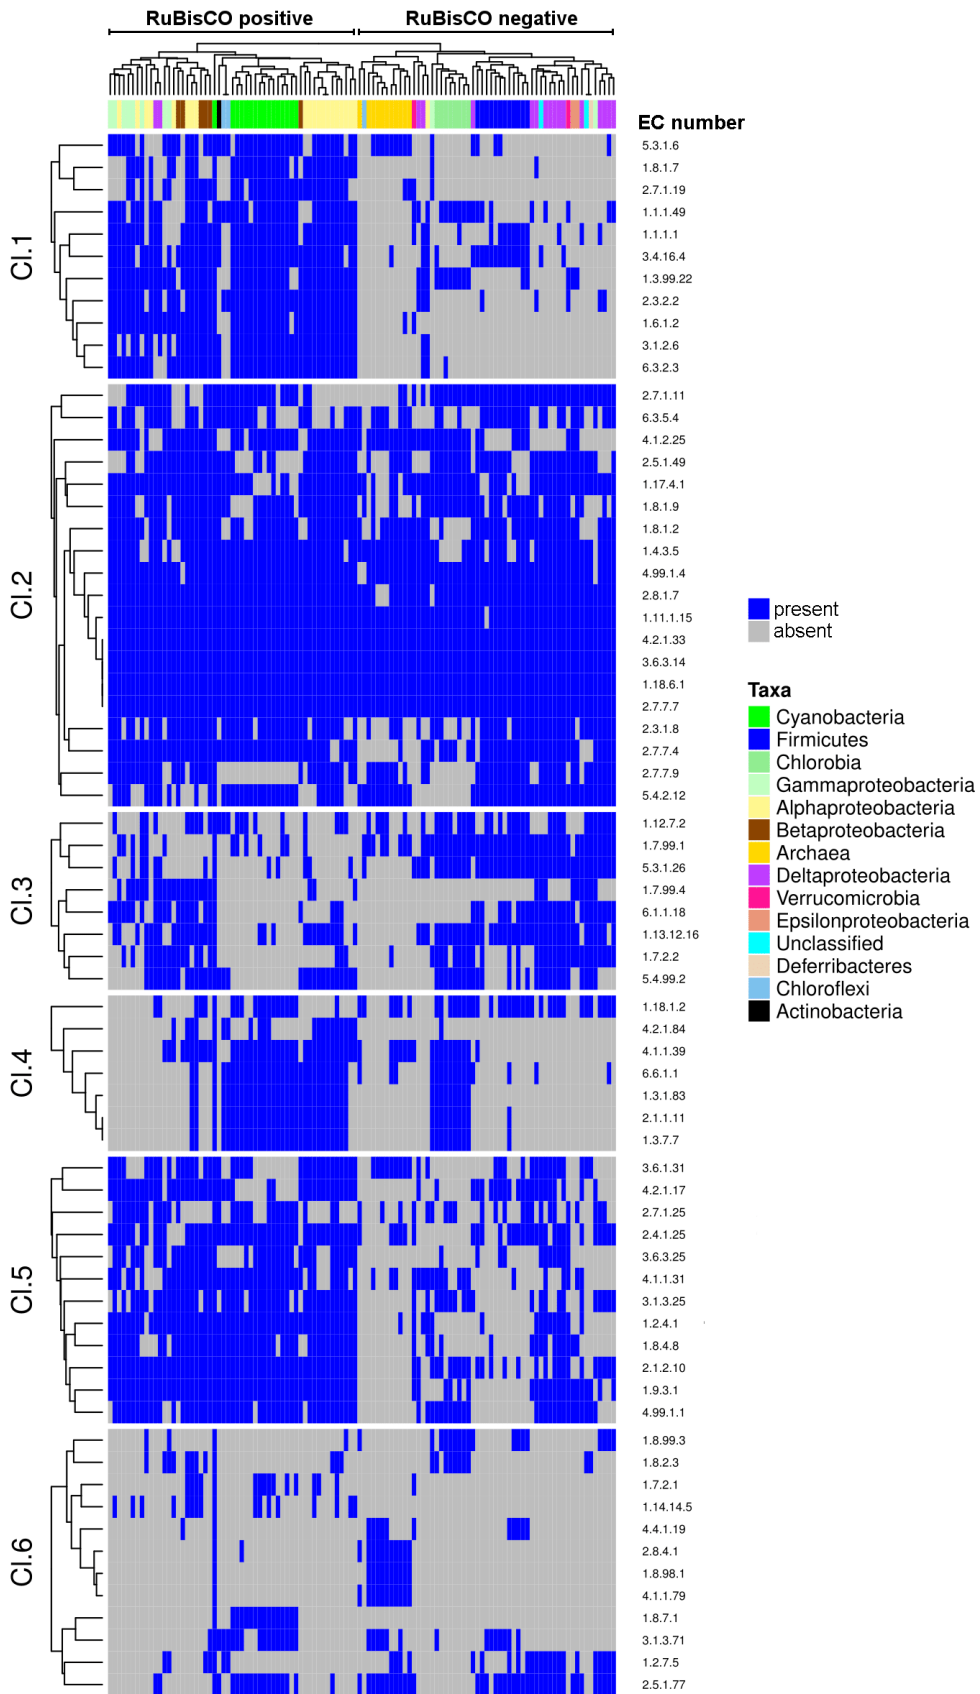 RuBisCO positive
RuBisCO negative
EC number
Cl.1
5.3.1.6
1.8.1.7
2.7.1.19
1.1.1.49
1.1.1.1
3.4.16.4
1.3.99.22
2.3.2.2
1.6.1.2
3.1.2.6
6.3.2.3
Cl.2
2.7.1.11
6.3.5.4
4.1.2.25
2.5.1.49
1.17.4.1
1.8.1.9
1.8.1.2
1.4.3.5
4.99.1.4
2.8.1.7
1.11.1.15
4.2.1.33
3.6.3.14
1.18.6.1
2.7.7.7
2.3.1.8
2.7.7.4
2.7.7.9
5.4.2.12
Cl.3
1.12.7.2
1.7.99.1
5.3.1.26
1.7.99.4
6.1.1.18
1.13.12.16
1.7.2.2
5.4.99.2
Cl.4
1.18.1.2
4.2.1.84
4.1.1.39
6.6.1.1
1.3.1.83
2.1.1.11
1.3.7.7
Cl.5
3.6.1.31
4.2.1.17
2.7.1.25
2.4.1.25
3.6.3.25
4.1.1.31
3.1.3.25
1.2.4.1
1.8.4.8
2.1.2.10
1.9.3.1
4.99.1.1
Cl.6
1.8.99.3
1.8.2.3
1.7.2.1
1.14.14.5
4.4.1.19
2.8.4.1
1.8.98.1
4.1.1.79
1.8.7.1
3.1.3.71
1.2.7.5
2.5.1.77
present
absent
Taxa
Cyanobacteria
Firmicutes
Chlorobia
Gammaproteobacteria
Alphaproteobacteria
Betaproteobacteria
Archaea
Deltaproteobacteria
Verrucomicrobia
Epsilonproteobacteria
Unclassified
Deferribacteres
Chloroflexi
Actinobacteria